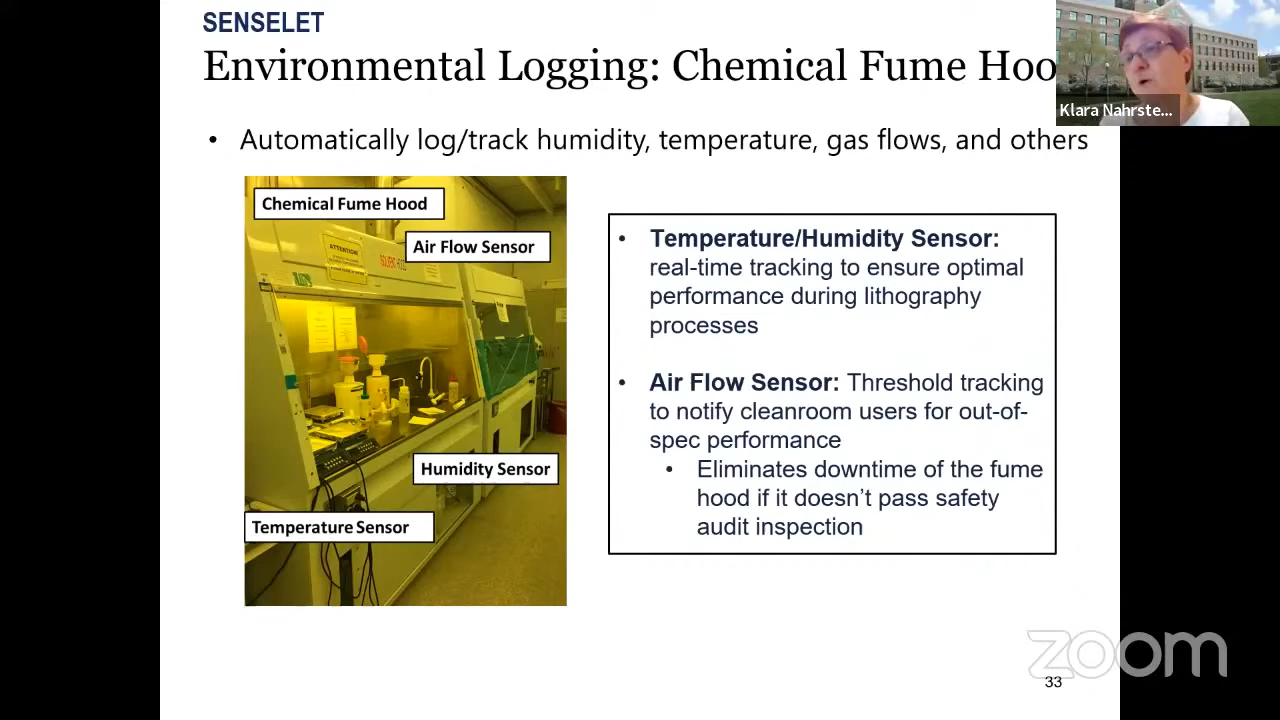 SENSELET
Environmental Logging: Chemical Fume Hoo
Klara Nahrste...
• Automatically log/track humidity, temperature, gas flows, and others
Chemical Fume Hood
Air Flow Sensor
ATTENTION
SOLVENT HOOD
Humidity Sensor
Temperature Sensor
• Temperature/Humidity Sensor:
real-time tracking to ensure optimal
performance during lithography
processes
• Air Flow Sensor: Threshold tracking
to notify cleanroom users for out-of-
spec performance
• Eliminates downtime of the fume
hood if it doesn’t pass safety
audit inspection
zoom
33